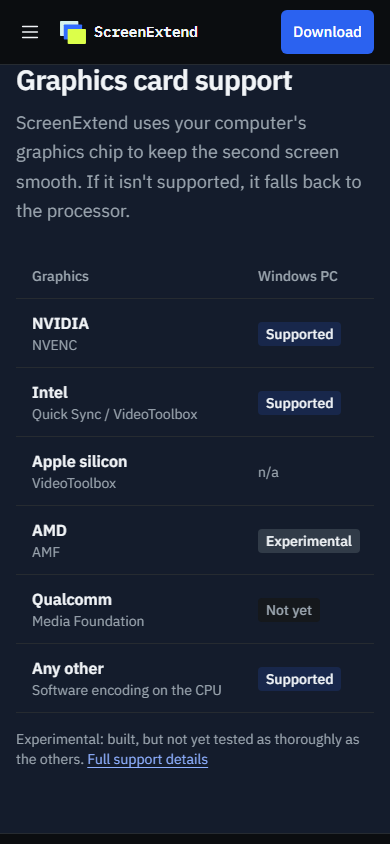 ScreenExtend
Download
Graphics card support
ScreenExtend uses your computer's
graphics chip to keep the second screen
smooth. If it isn't supported, it falls back to
the processor.
Graphics Windows PC
NVIDIA
NVENC
Supported
Intel
Quick Sync / VideoToolbox
Supported
Apple silicon
VideoToolbox
n/a
AMD
AMF
Experimental
Qualcomm
Media Foundation
Not yet
Any other
Software encoding on the CPU
Supported
Experimental: built, but not yet tested as thoroughly as
the others. Full support details